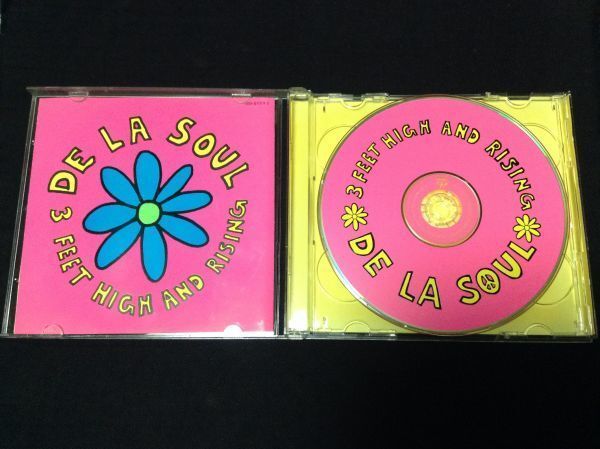 DE LA SOUL
3 FEET HIGH AND RISING
3 FEET HIGH AND RISING
DE LA SOUL